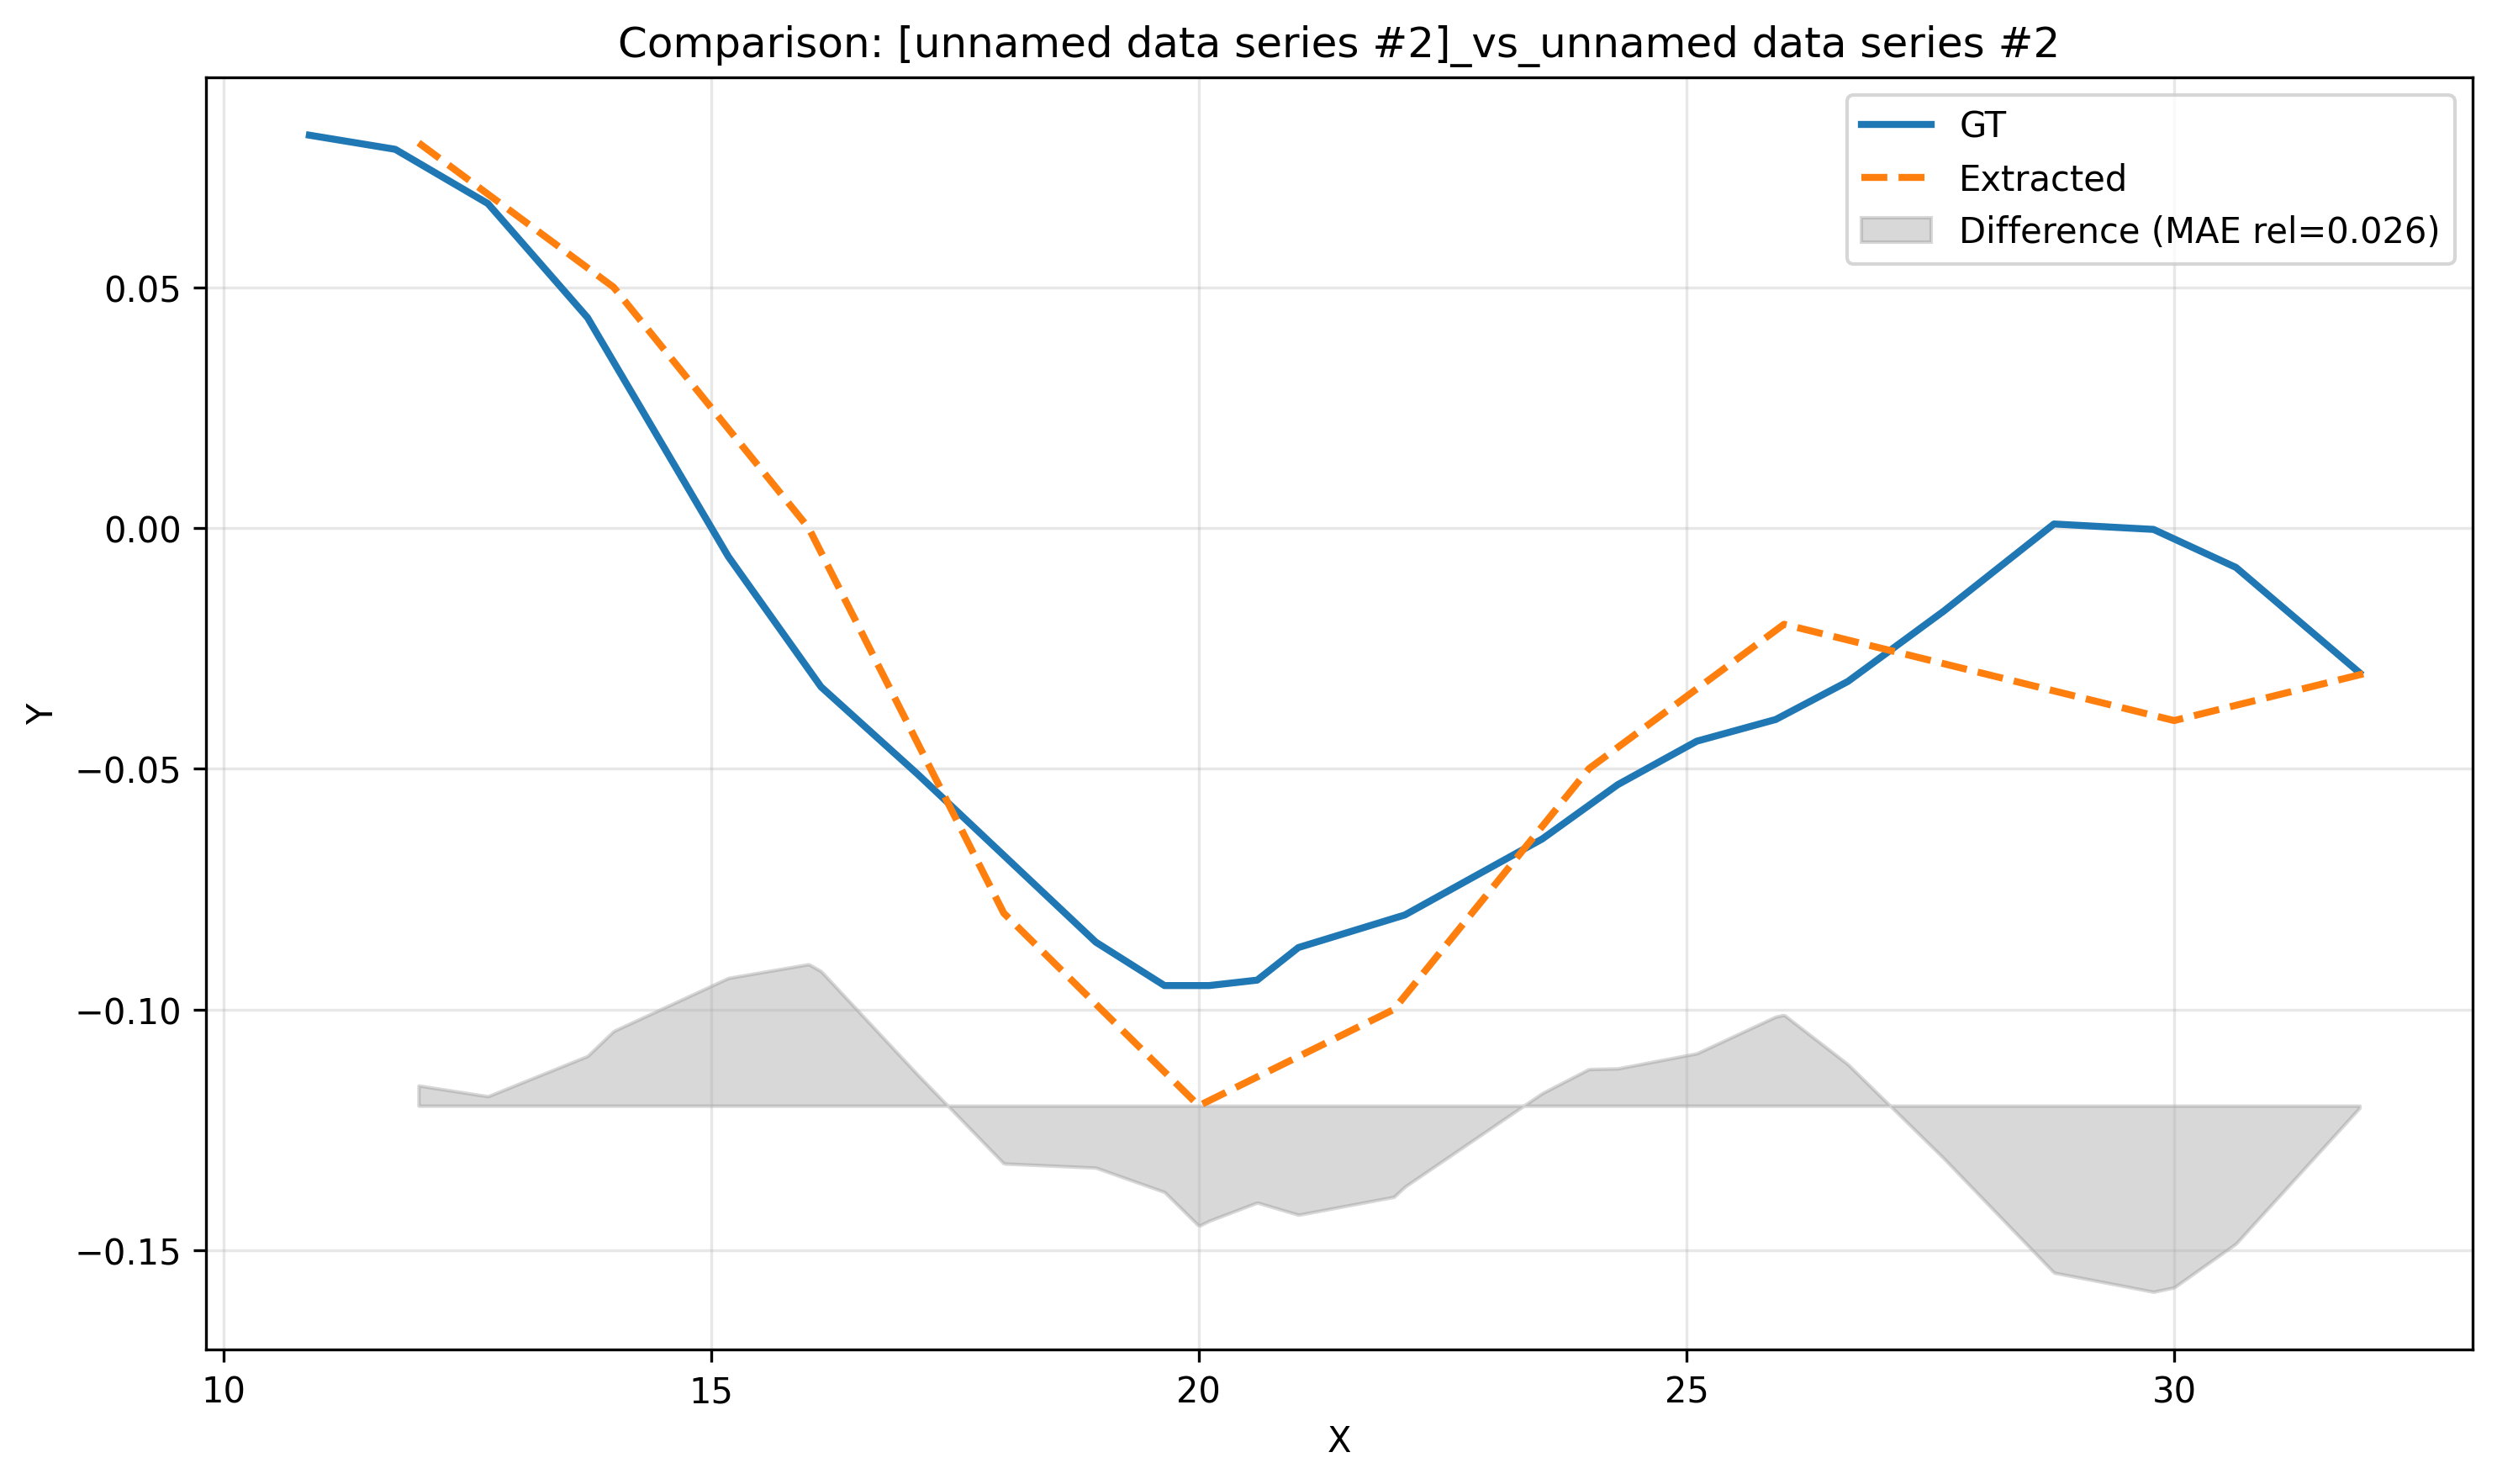 Comparison: [unnamed data series #2]_vs_unnamed data series #2
GT
Extracted
Difference (MAE rel=0.026)
0.05
0.00
−0.05
−0.10
−0.15
Y
10 15 20 25 30
X